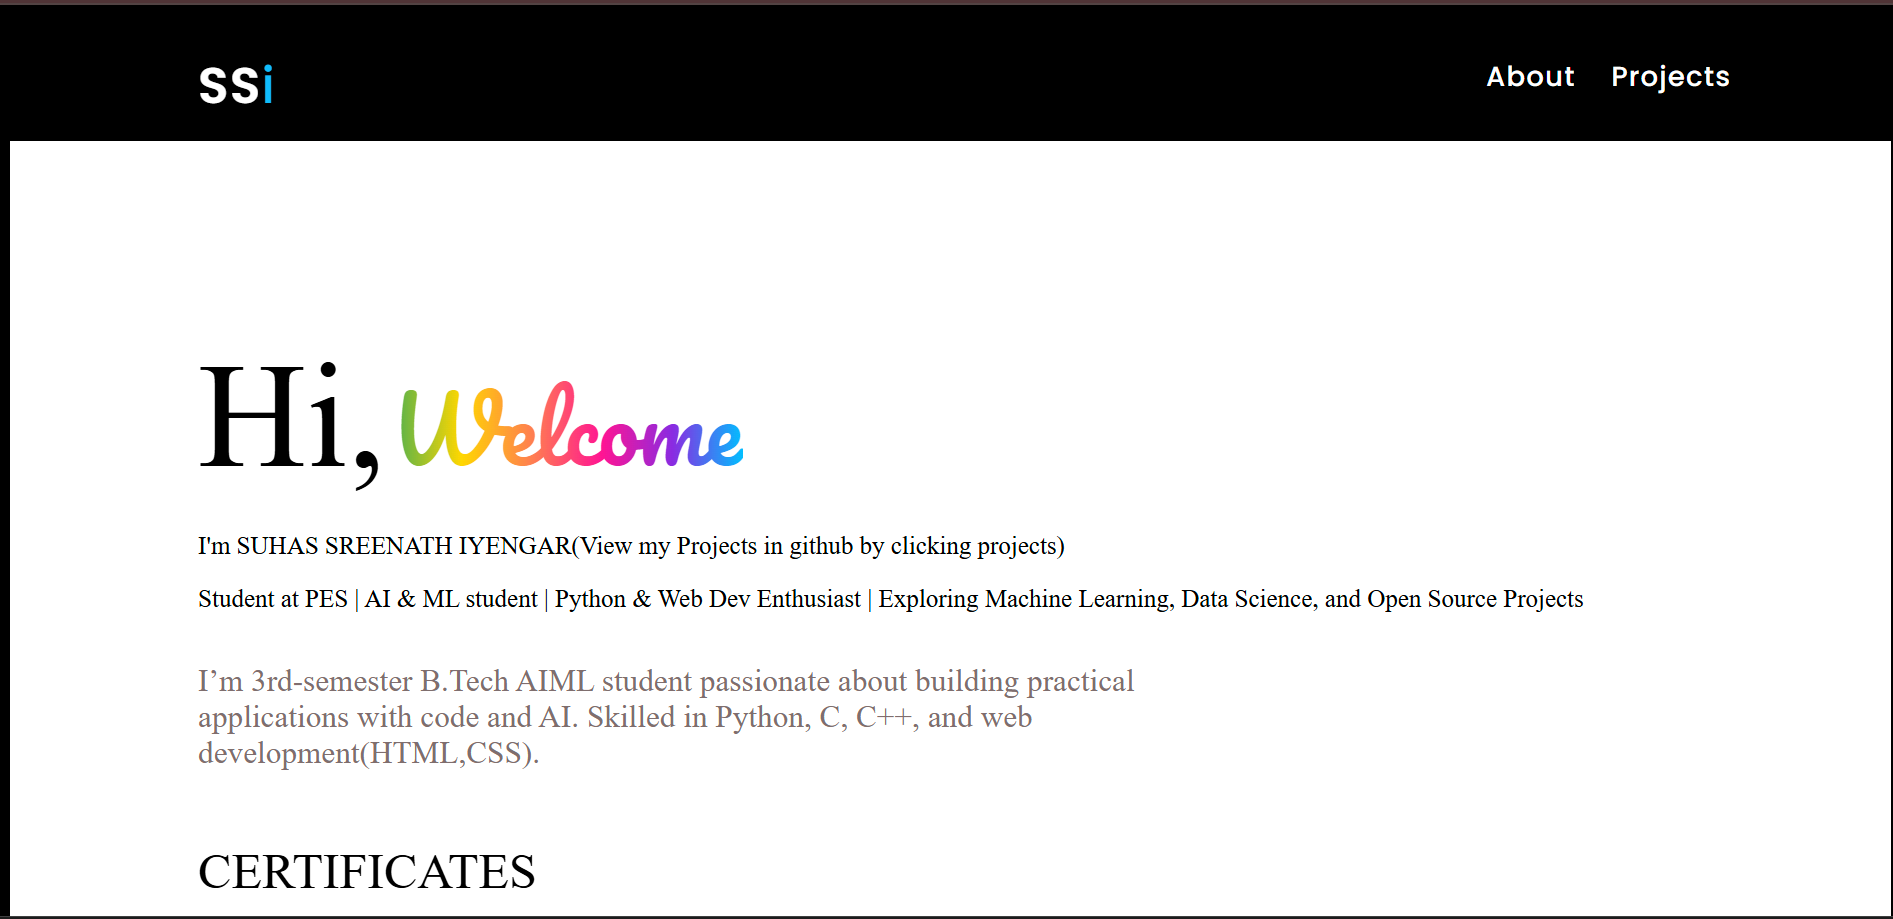 SSi
About Projects
Hi, Welcome
I'm SUHAS SREENATH IYENGAR(View my Projects in github by clicking projects)
Student at PES | AI & ML student | Python & Web Dev Enthusiast | Exploring Machine Learning, Data Science, and Open Source Projects
I’m 3rd-semester B.Tech AIML student passionate about building practical
applications with code and AI. Skilled in Python, C, C++, and web
development(HTML,CSS).
CERTIFICATES